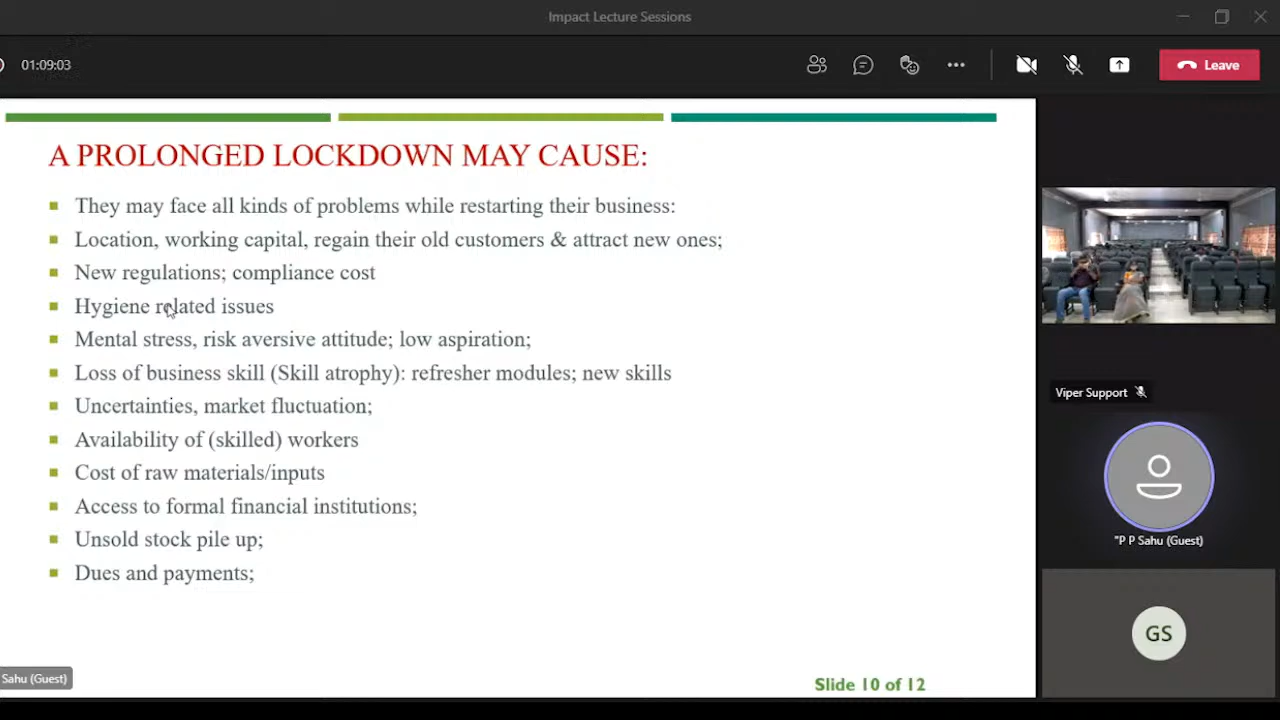 Impact Lecture Sessions
01:09:03
Leave
A PROLONGED LOCKDOWN MAY CAUSE:
They may face all kinds of problems while restarting their business:
Location, working capital, regain their old customers & attract new ones;
New regulations; compliance cost
Hygiene related issues
Mental stress, risk aversive attitude; low aspiration;
Loss of business skill (Skill atrophy): refresher modules; new skills
Uncertainties, market fluctuation;
Availability of (skilled) workers
Cost of raw materials/inputs
Access to formal financial institutions;
Unsold stock pile up;
Dues and payments;
Slide 10 of 12
Sahu (Guest)
Viper Support
"P P Sahu (Guest)
GS